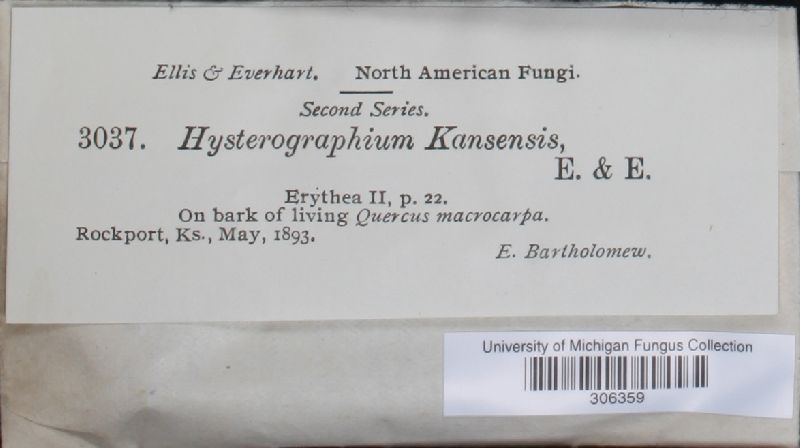 Ellis & Everhart. North American Fungi.
Second Series.
3037. Hysterographium Kansensis,
E. & E.
Erythea II, p. 22.
On bark of living Quercus macrocarpa.
Rockport, Ks., May, 1893.
E. Bartholomew.
University of Michigan Fungus Collection
306359